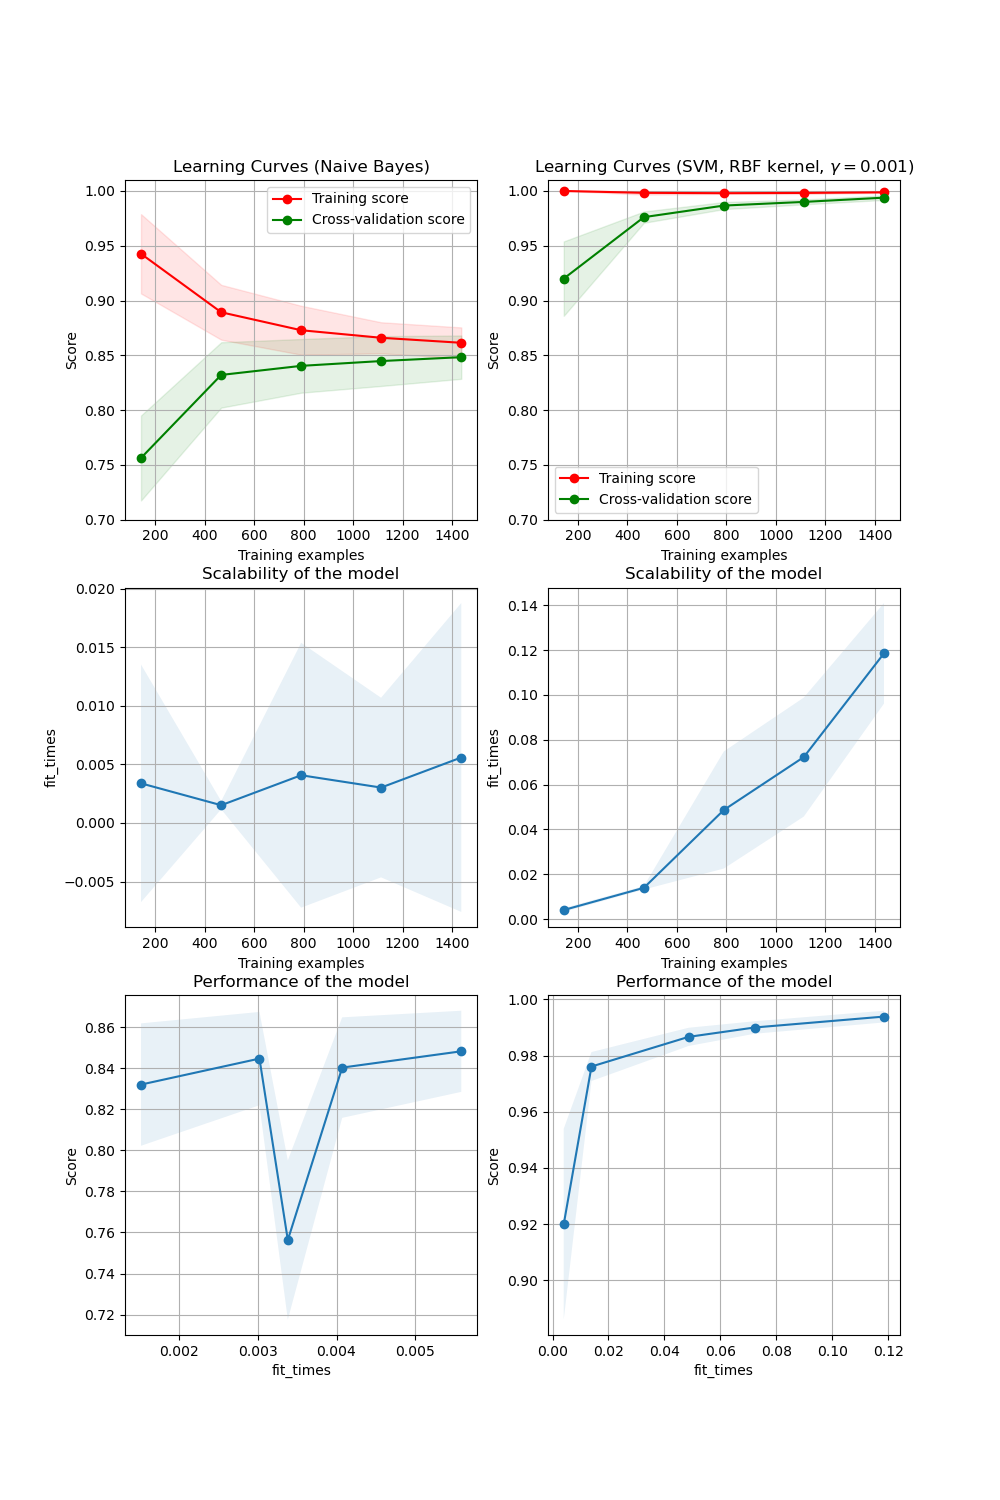 Learning Curves (Naive Bayes)
1.00
0.95
0.90
0.85
0.80
0.75
0.70
Score
Training score
Cross-validation score
200 400 600 800 1000 1200 1400
Training examples
Learning Curves (SVM, RBF kernel, γ = 0.001)
1.00
0.95
0.90
0.85
0.80
0.75
0.70
Score
Training score
Cross-validation score
200 400 600 800 1000 1200 1400
Training examples
Scalability of the model
0.020
0.015
0.010
0.005
0.000
−0.005
fit_times
200 400 600 800 1000 1200 1400
Training examples
Scalability of the model
0.14
0.12
0.10
0.08
0.06
0.04
0.02
0.00
fit_times
200 400 600 800 1000 1200 1400
Training examples
Performance of the model
0.86
0.84
0.82
0.80
0.78
0.76
0.74
0.72
Score
0.002 0.003 0.004 0.005
fit_times
Performance of the model
1.00
0.98
0.96
0.94
0.92
0.90
Score
0.00 0.02 0.04 0.06 0.08 0.10 0.12
fit_times